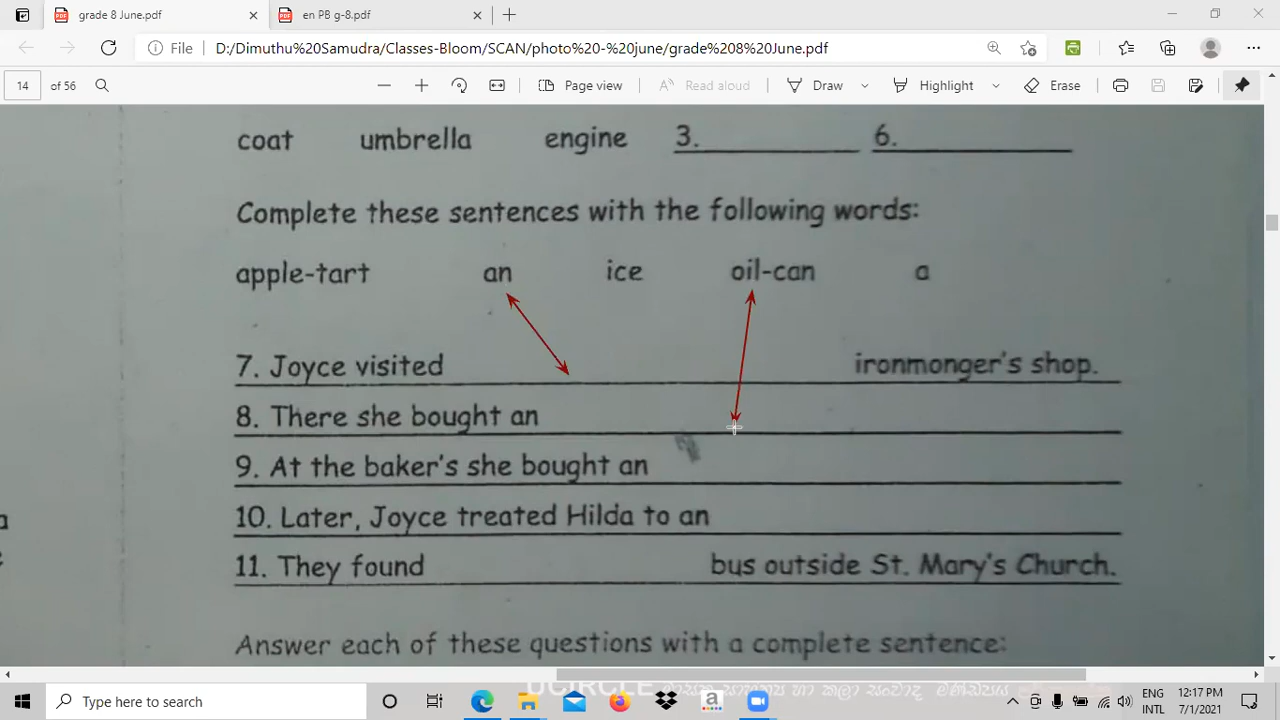 grade 8 June.pdf
en PB g-8.pdf
File D:/Dimuthu%20Samudra/Classes-Bloom/SCAN/photo%20-%20june/grade%208%20June.pdf
14 of 56 Page view Read aloud Draw Highlight Erase
coat umbrella engine 3. 6.
Complete these sentences with the following words:
apple-tart an ice oil-can a
7. Joyce visited ironmonger's shop.
8. There she bought an
9. At the baker's she bought an
10. Later, Joyce treated Hilda to an
11. They found bus outside St. Mary's Church.
Answer each of these questions with a complete sentence:
Type here to search
ENG 12:17 PM
INTL 7/1/2021